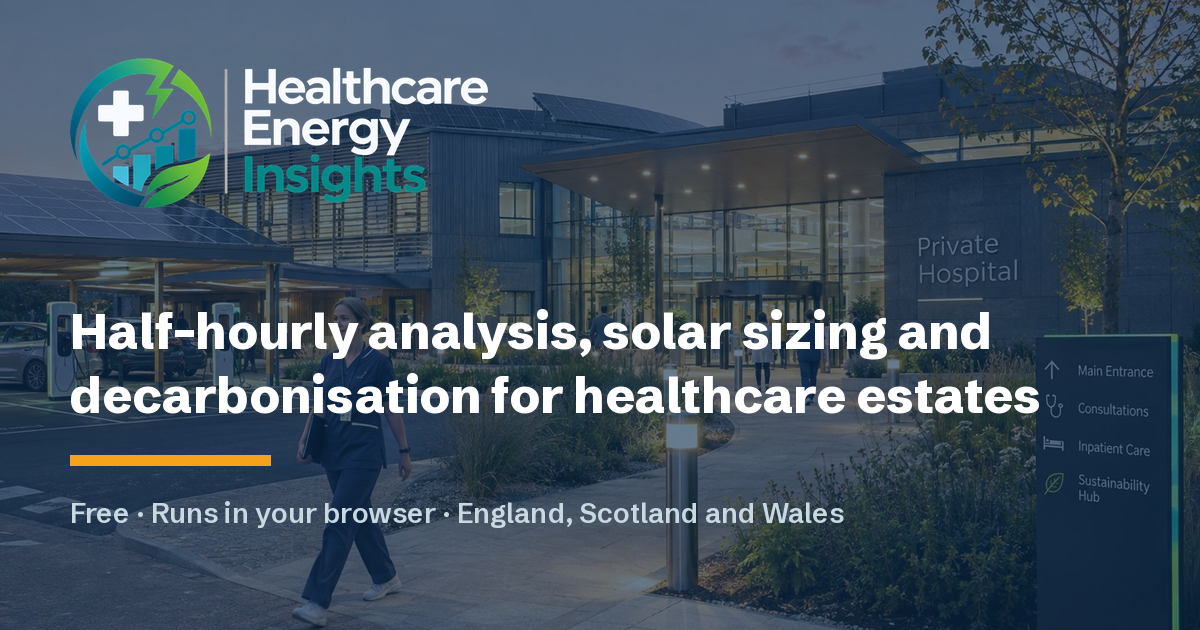 Healthcare
Energy
Insights
Private
Hospital
Half-hourly analysis, solar sizing and
decarbonisation for healthcare estates
Main Entrance
Consultations
Inpatient Care
Sustainability
Hub
Free · Runs in your browser · England, Scotland and Wales